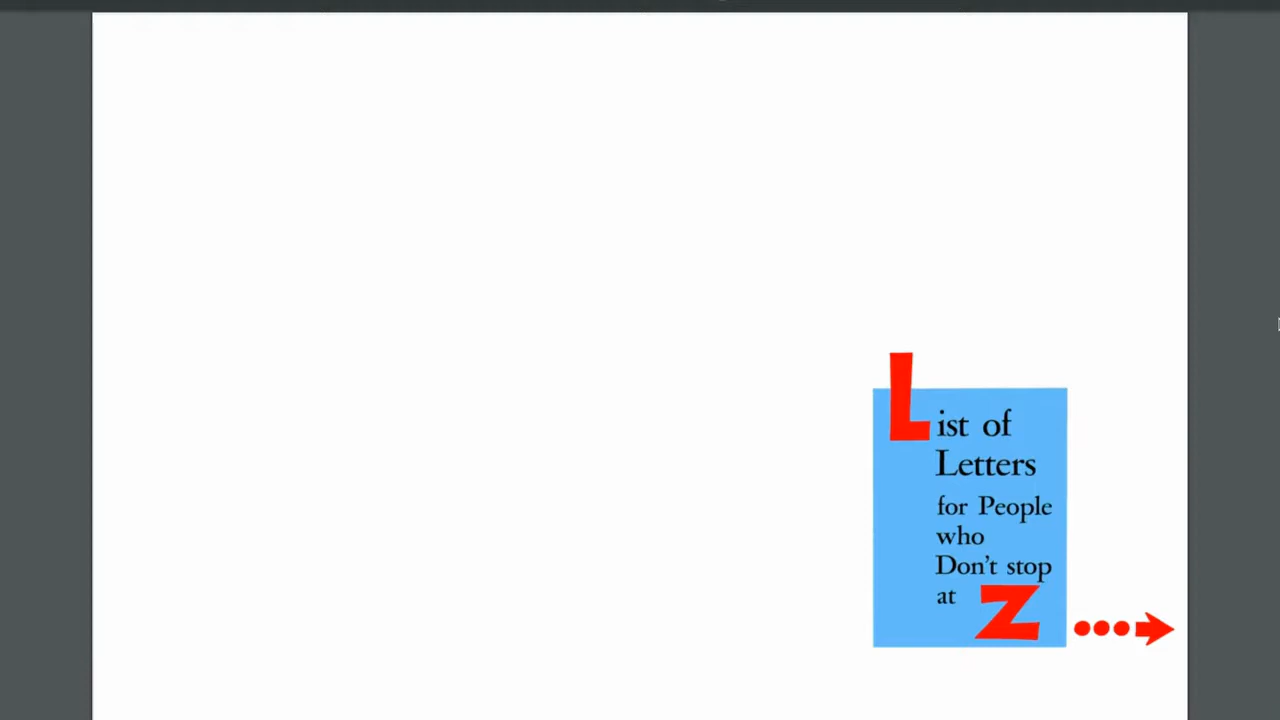 List of
Letters
for People
who
Don't stop
at Z